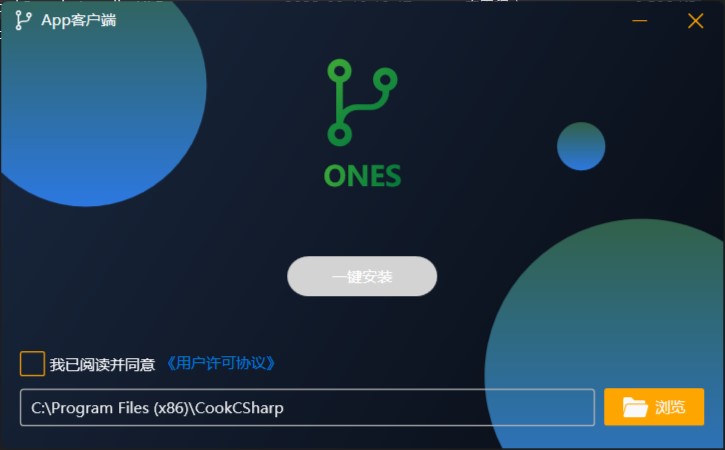 App客户端
ONES
一键安装
我已阅读并同意 《用户许可协议》
C:\Program Files (x86)\CookCSharp
浏览